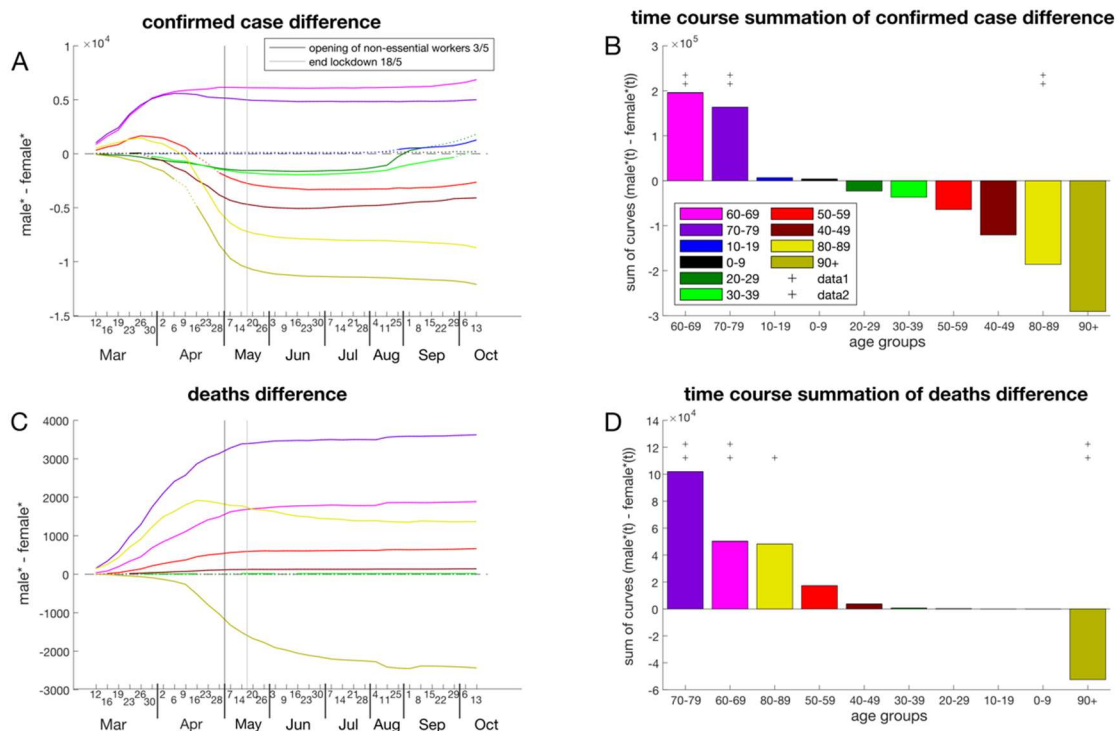 confirmed case difference
A
×10⁴
opening of non-essential workers 3/5
end lockdown 18/5
1
0.5
0
-0.5
-1
-1.5
male* - female*
12 19 26 2 9 23 7 20 3 16 30 14 28 4 25 8 22 6
16 23 30 6 16 28 14 26 9 23 7 21 11 1 15 29 13
Mar Apr May Jun Jul Aug Sep Oct
time course summation of confirmed case difference
B
×10⁵
3
2
1
0
-1
-2
-3
sum of curves (male*(t) - female*(t))
60-69 50-59
70-79 40-49
10-19 80-89
0-9 90+
20-29 + data1
30-39 + data2
60-69 70-79 10-19 0-9 20-29 30-39 50-59 40-49 80-89 90+
age groups
deaths difference
C
4000
3000
2000
1000
0
-1000
-2000
-3000
male* - female*
12 19 26 2 9 23 7 20 3 16 30 14 28 4 25 8 22 6
16 23 30 6 16 28 14 26 9 23 7 21 11 1 15 29 13
Mar Apr May Jun Jul Aug Sep Oct
time course summation of deaths difference
D
×10⁴
14
12
10
8
6
4
2
0
-2
-4
-6
sum of curves (male*(t) - female*(t))
70-79 60-69 80-89 50-59 40-49 30-39 20-29 10-19 0-9 90+
age groups